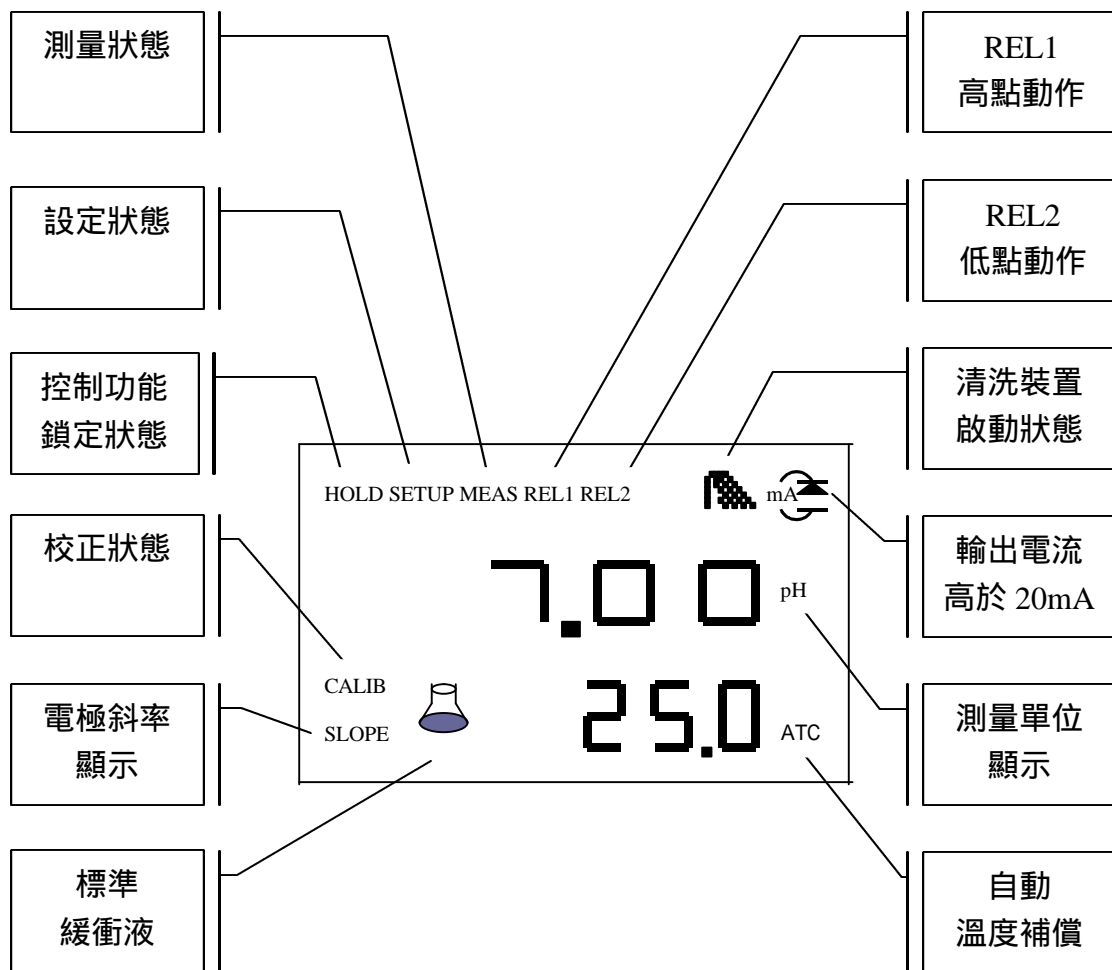 測量狀態
REL1
高點動作
設定狀態
REL2
低點動作
控制功能
鎖定狀態
清洗裝置
啟動狀態
HOLD SETUP MEAS REL1 REL2
mA
校正狀態
輸出電流
高於 20mA
7.00 pH
CALIB
SLOPE
25.0 ATC
電極斜率
顯示
測量單位
顯示
標準
緩衝液
自動
溫度補償